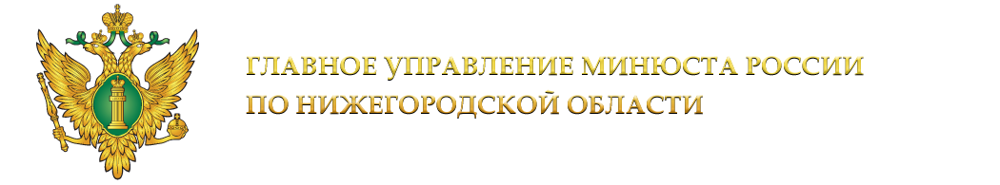 ГЛАВНОЕ УПРАВЛЕНИЕ МИНЮСТА РОССИИ
ПО НИЖЕГОРОДСКОЙ ОБЛАСТИ